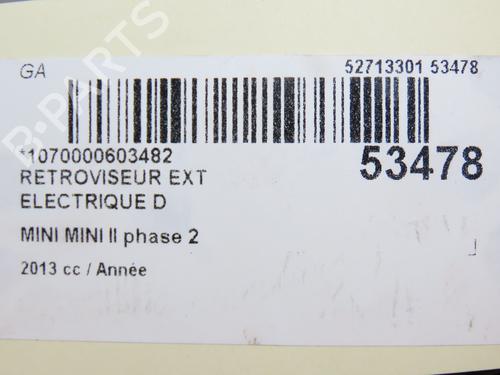 GA
52713301 53478
*1070000603482
53478
RETROVISEUR EXT
ELECTRIQUE D
MINI MINI II phase 2
2013 cc / Année
B-PARTS